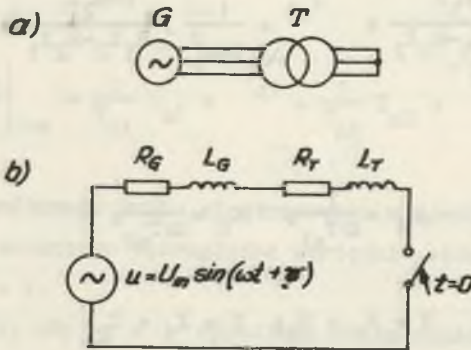 a)
G T
~
b)
R_G L_G R_T L_T
~ u = U_m sin(ωt + ψ)
t=0